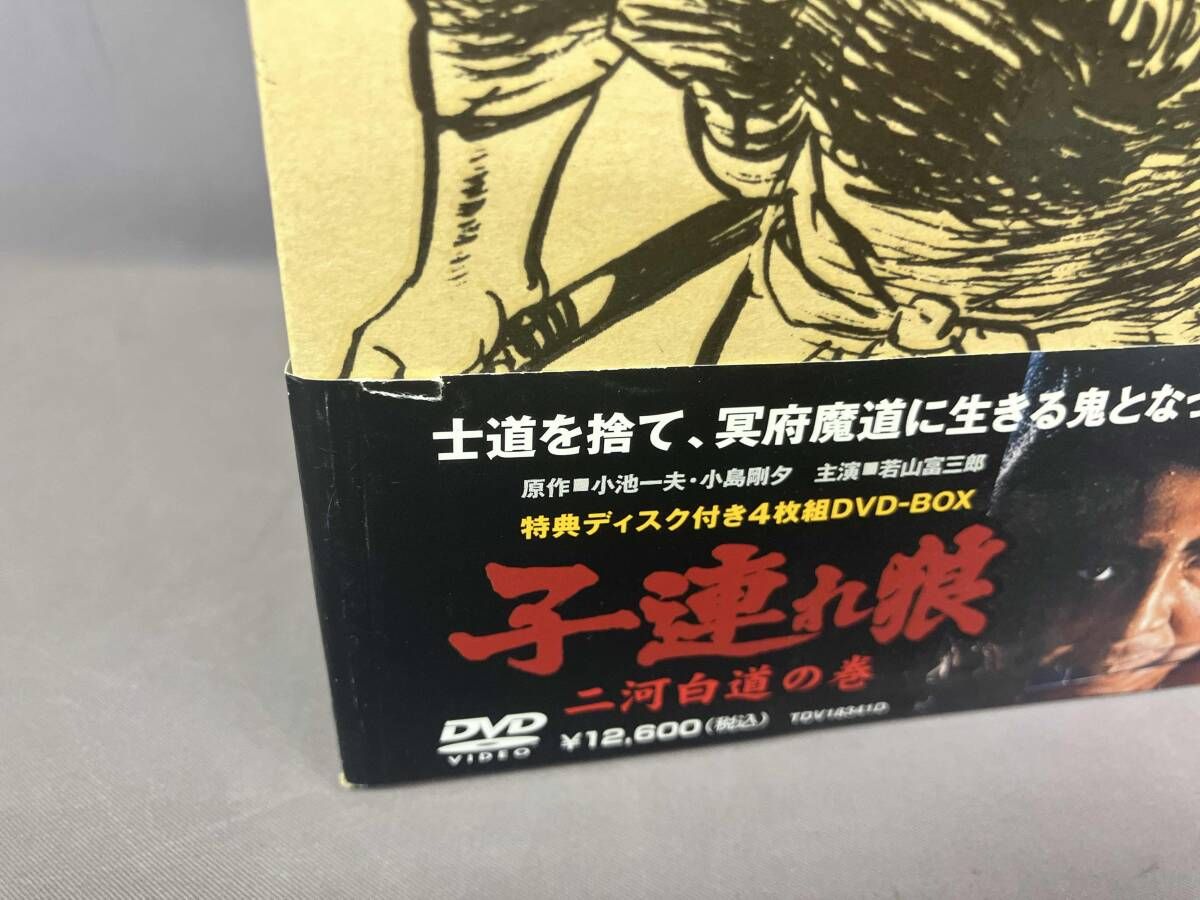 士道を捨て、冥府魔道に生きる鬼となっ
原作■小池一夫・小島剛夕 主演■若山富三郎
特典ディスク付き4枚組DVD-BOX
子連れ狼
二河白道の巻
DVD VIDEO ¥12,600(税込) TDV16341D